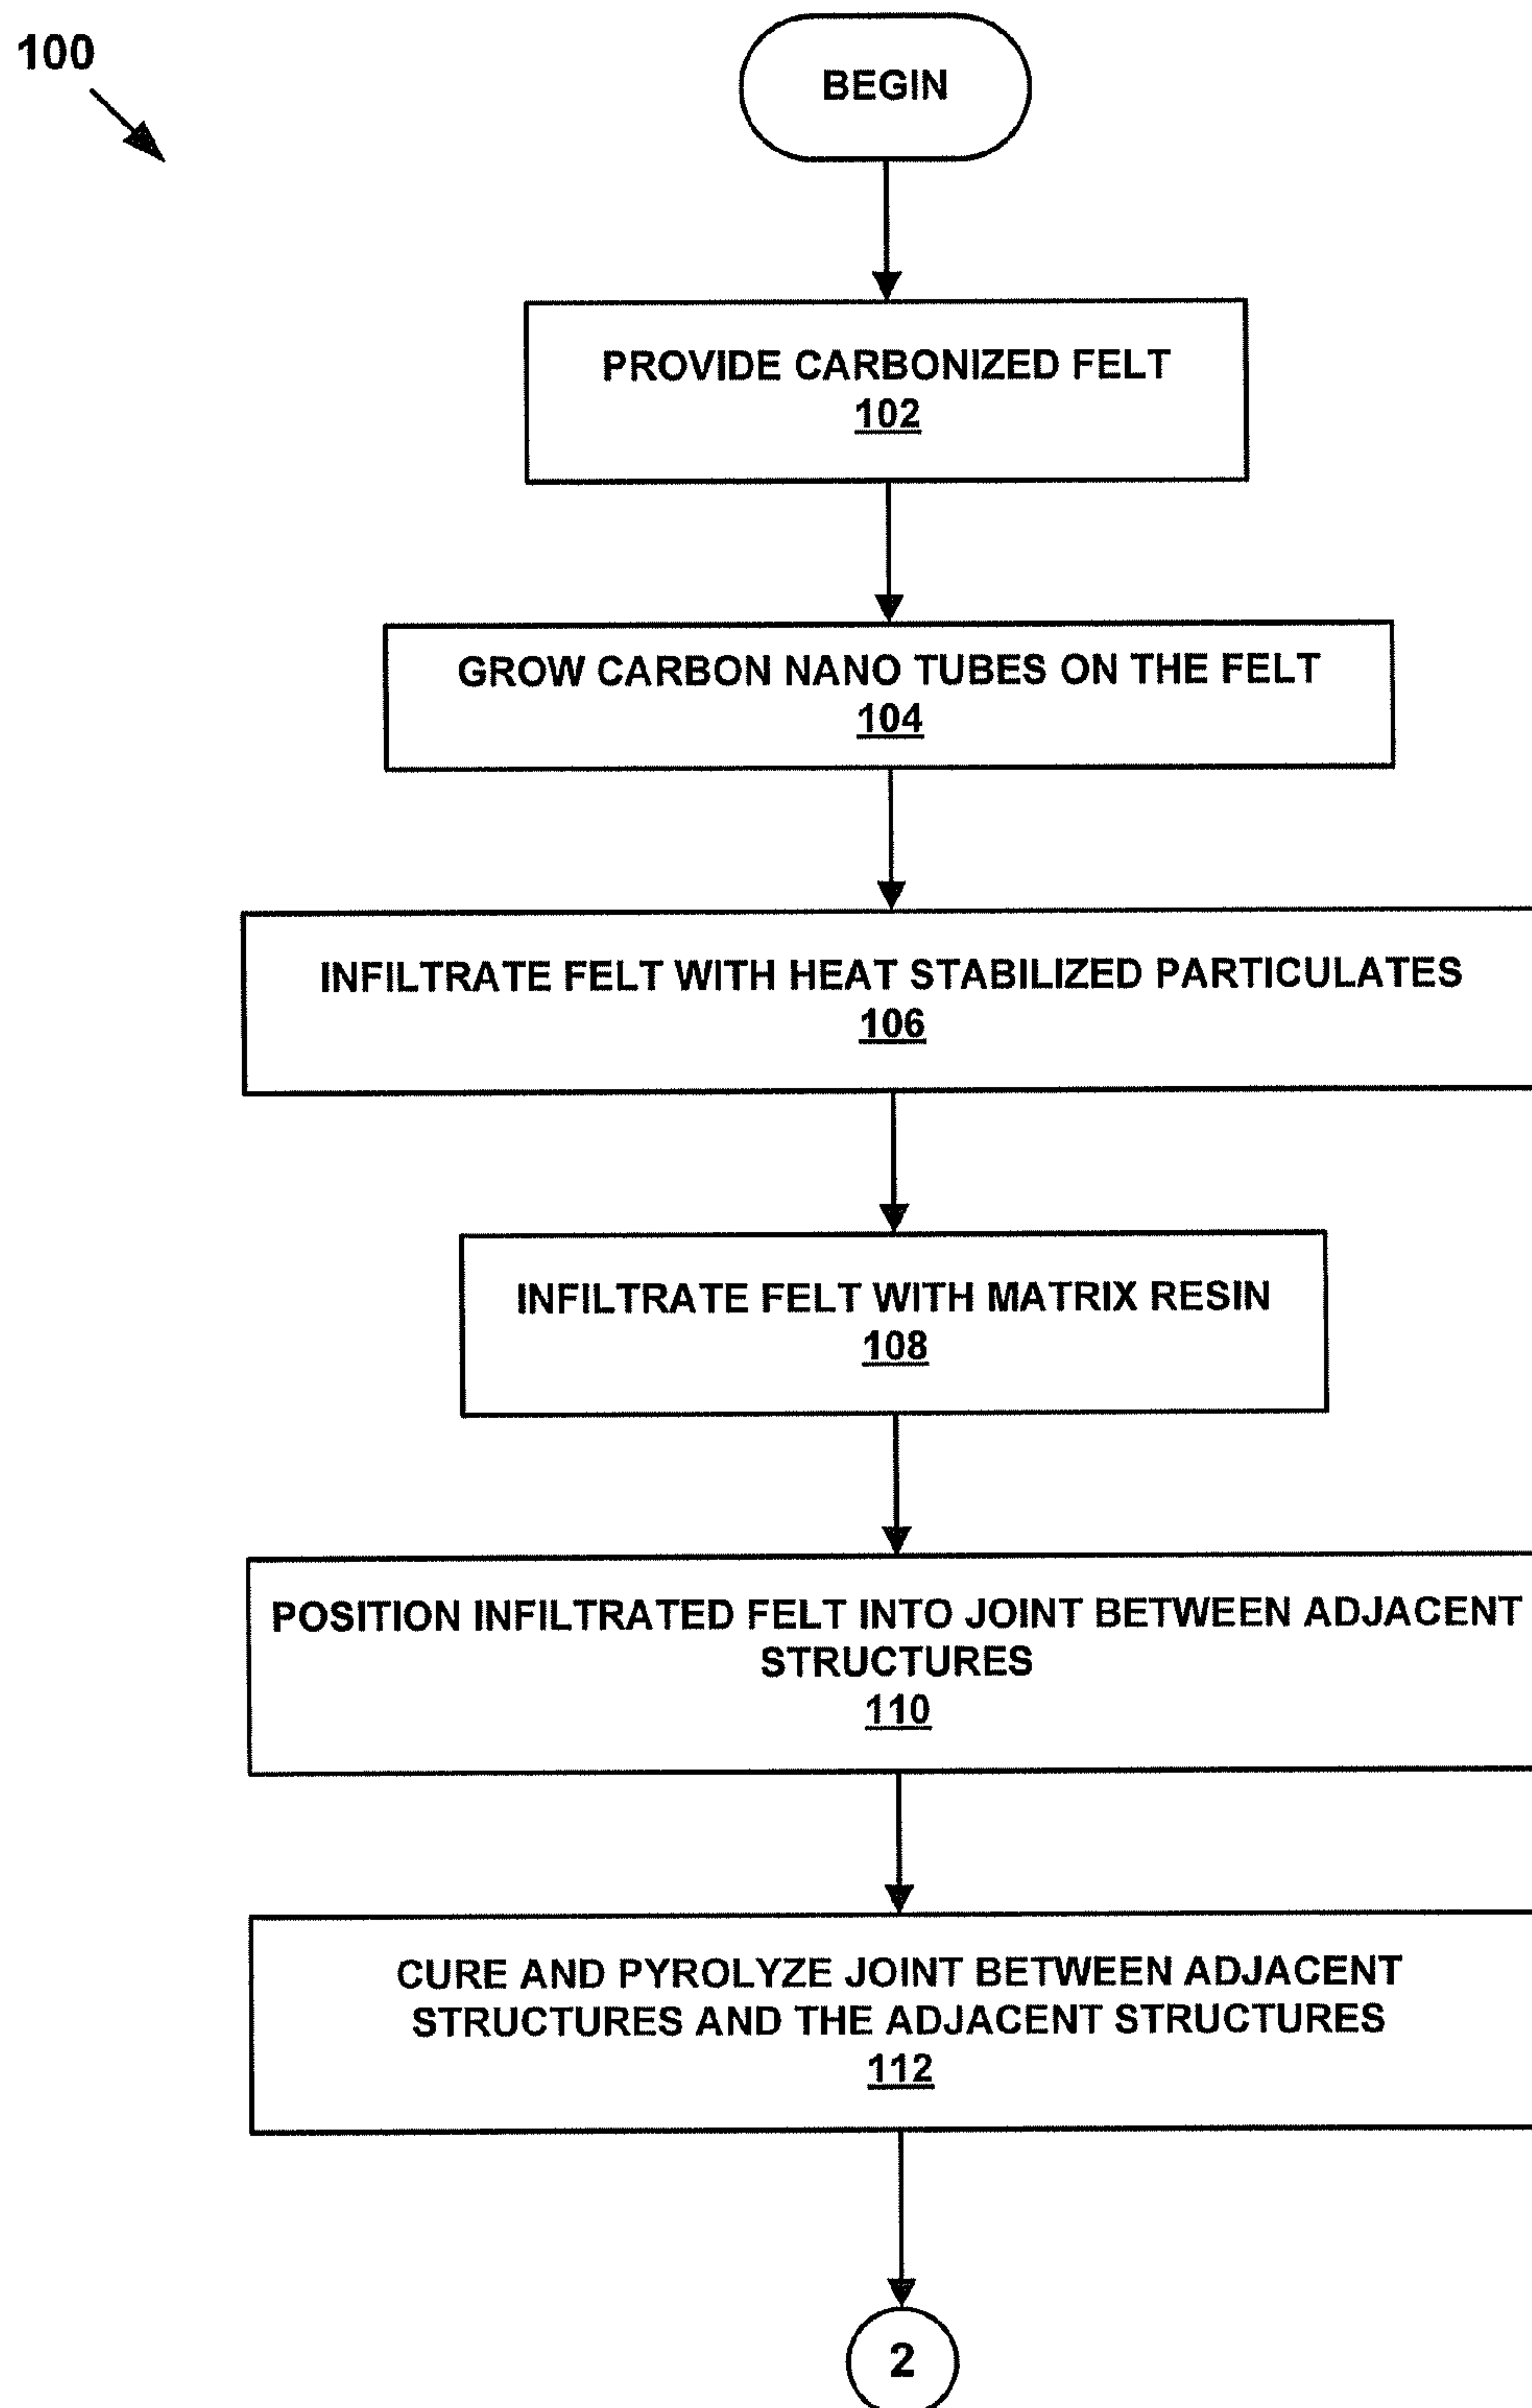 100
BEGIN
PROVIDE CARBONIZED FELT
102
GROW CARBON NANO TUBES ON THE FELT
104
INFILTRATE FELT WITH HEAT STABILIZED PARTICULATES
106
INFILTRATE FELT WITH MATRIX RESIN
108
POSITION INFILTRATED FELT INTO JOINT BETWEEN ADJACENT
STRUCTURES
110
CURE AND PYROLYZE JOINT BETWEEN ADJACENT
STRUCTURES AND THE ADJACENT STRUCTURES
112
2